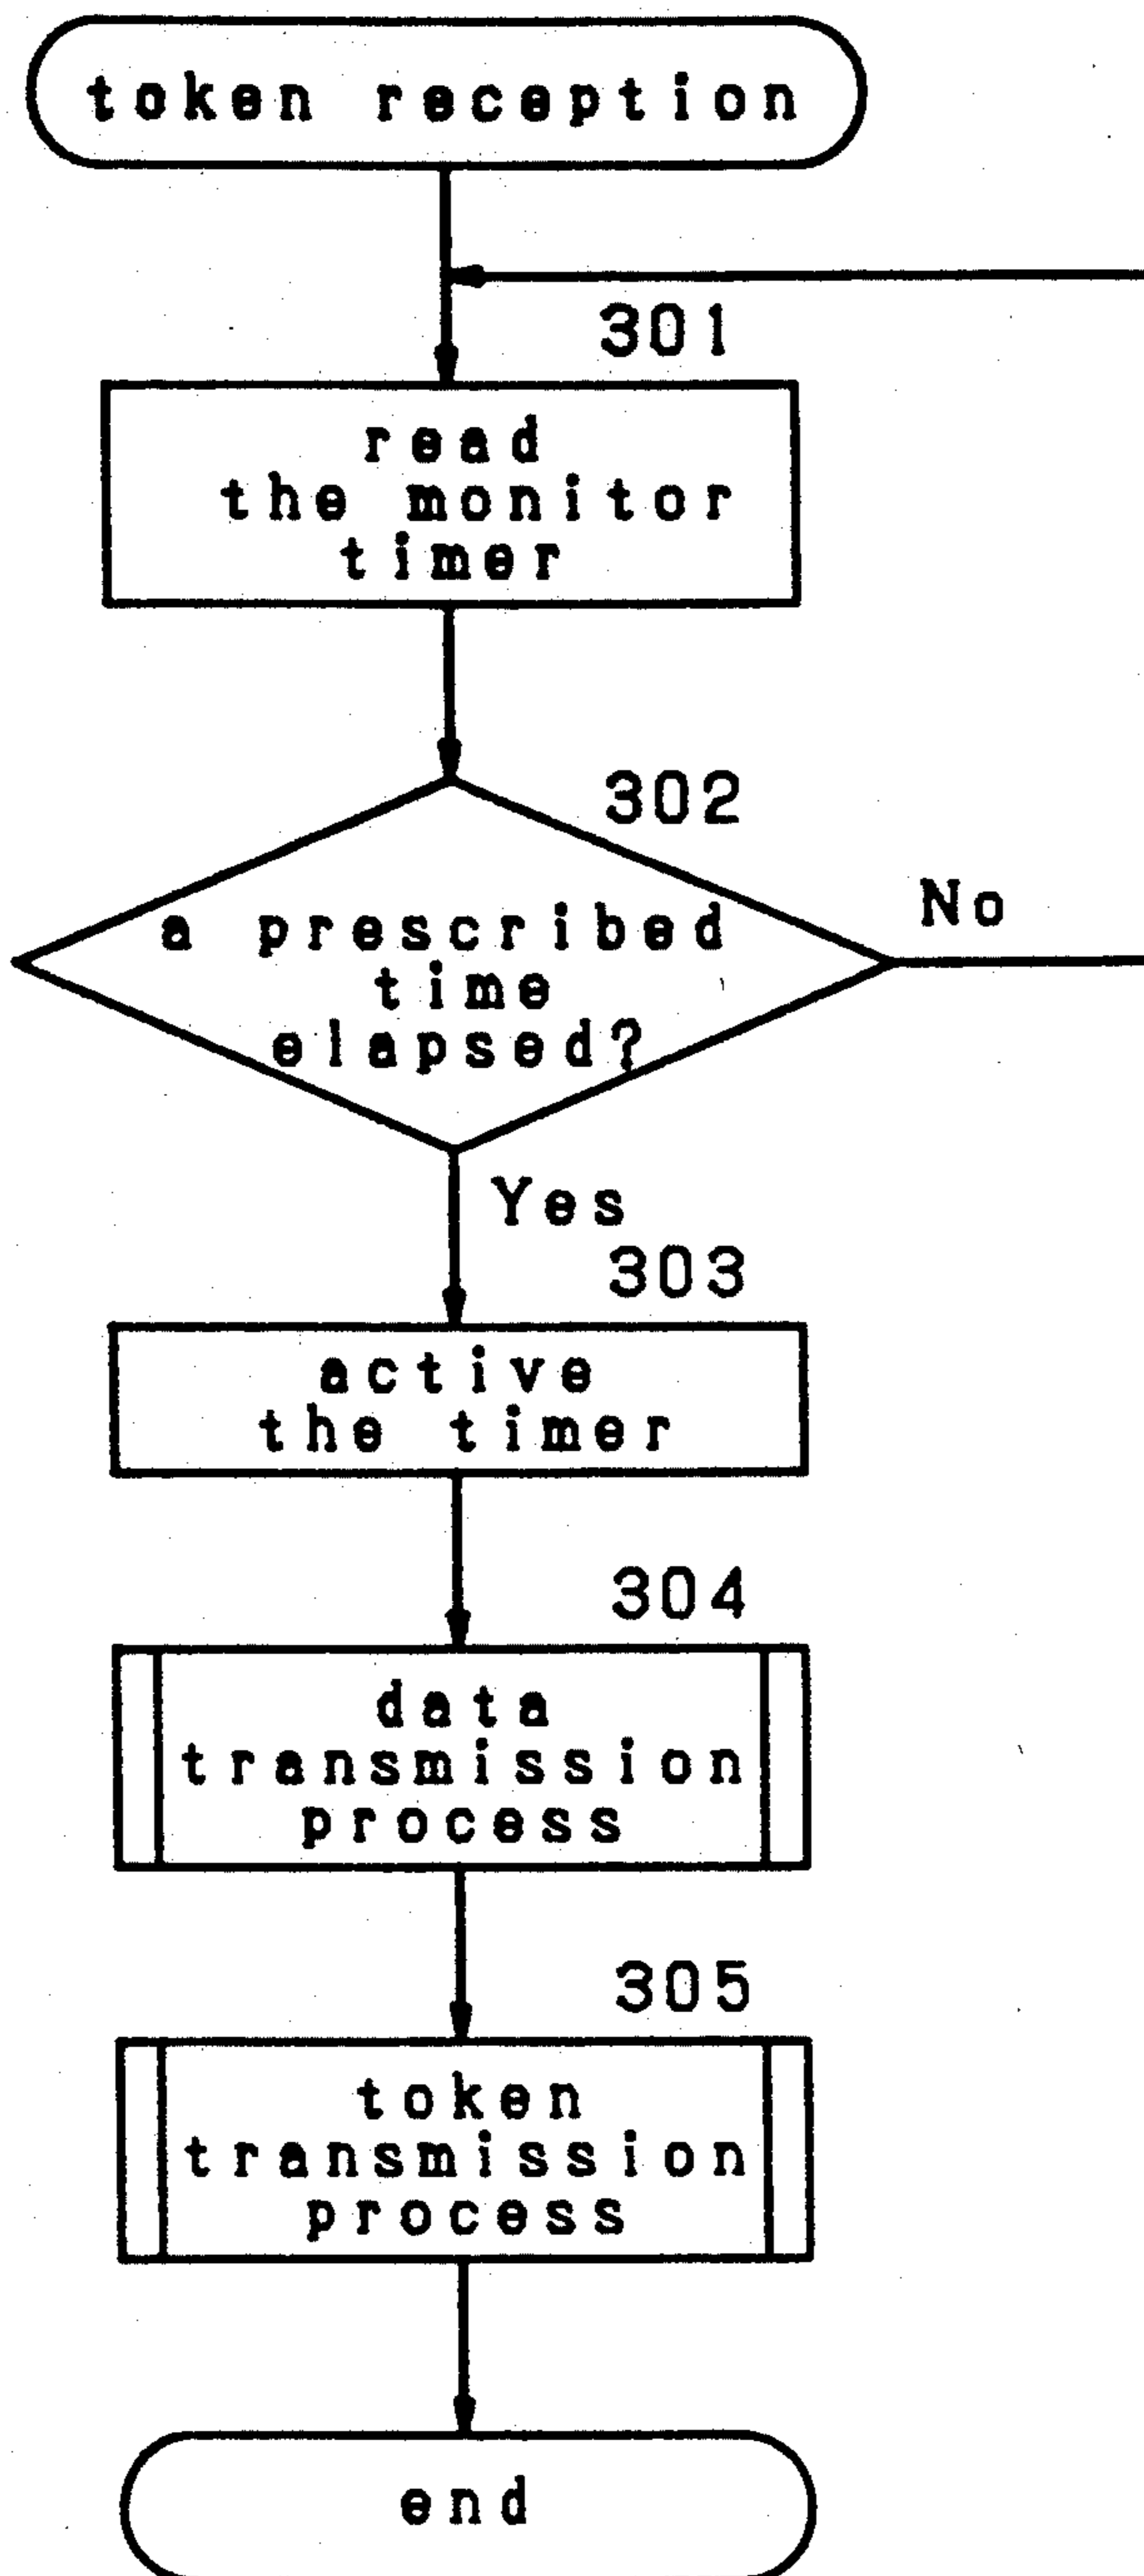 token reception
301
read
the monitor
timer
302
a prescribed
time
elapsed?
No
Yes
303
active
the timer
304
data
transmission
process
305
token
transmission
process
end